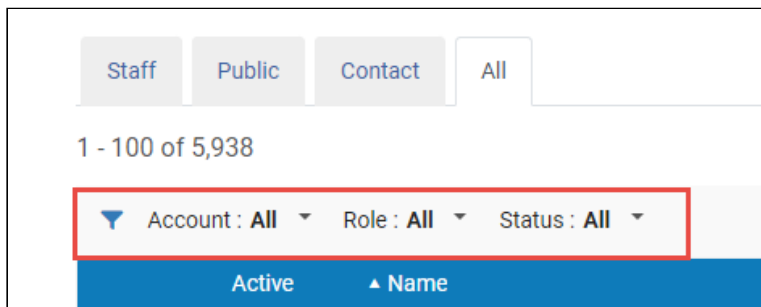 Staff Public Contact All
1 - 100 of 5,938
Account : All Role : All Status : All
Active Name